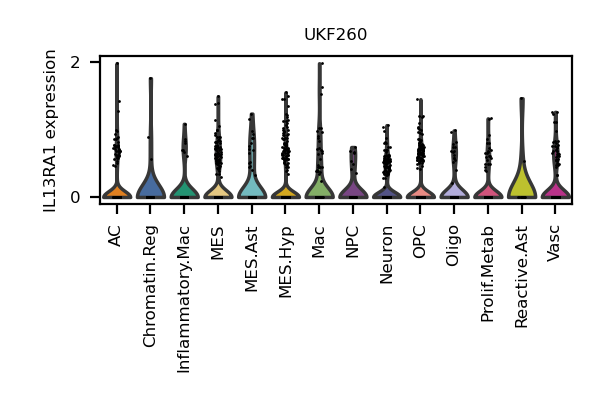 UKF260
IL13RA1 expression
2
0
AC
Chromatin.Reg
Inflammatory.Mac
MES
MES.Ast
MES.Hyp
Mac
NPC
Neuron
OPC
Oligo
Prolif.Metab
Reactive.Ast
Vasc